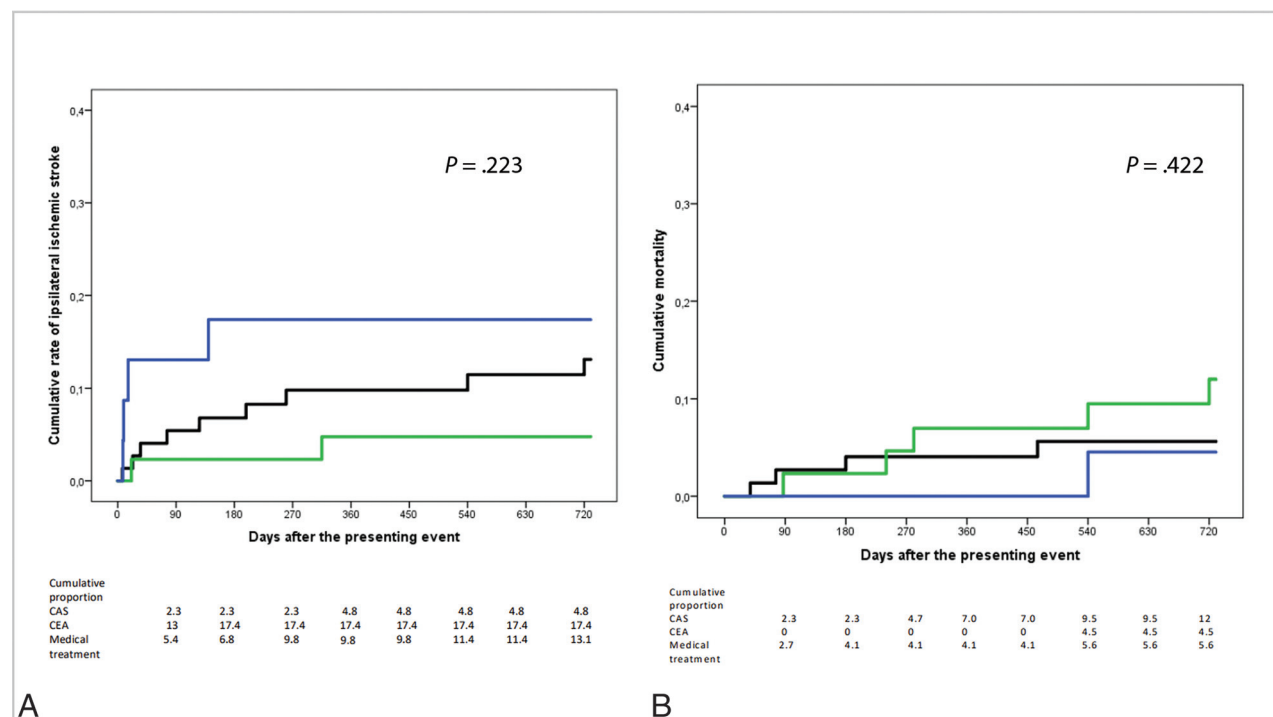 Cumulative rate of ipsilateral ischemic stroke
0,4
0,3
0,2
0,1
0,0
P = .223
0 90 180 270 360 450 540 630 720
Days after the presenting event
Cumulative
proportion
CAS 2.3 2.3 2.3 4.8 4.8 4.8 4.8 4.8
CEA 13 17.4 17.4 17.4 17.4 17.4 17.4 17.4
Medical 5.4 6.8 9.8 9.8 9.8 11.4 11.4 13.1
treatment
A
Cumulative mortality
0,4
0,3
0,2
0,1
0,0
P = .422
0 90 180 270 360 450 540 630 720
Days after the presenting event
Cumulative
proportion
CAS 2.3 2.3 4.7 7.0 7.0 9.5 9.5 12
CEA 0 0 0 0 0 4.5 4.5 4.5
Medical 2.7 4.1 4.1 4.1 4.1 5.6 5.6 5.6
treatment
B